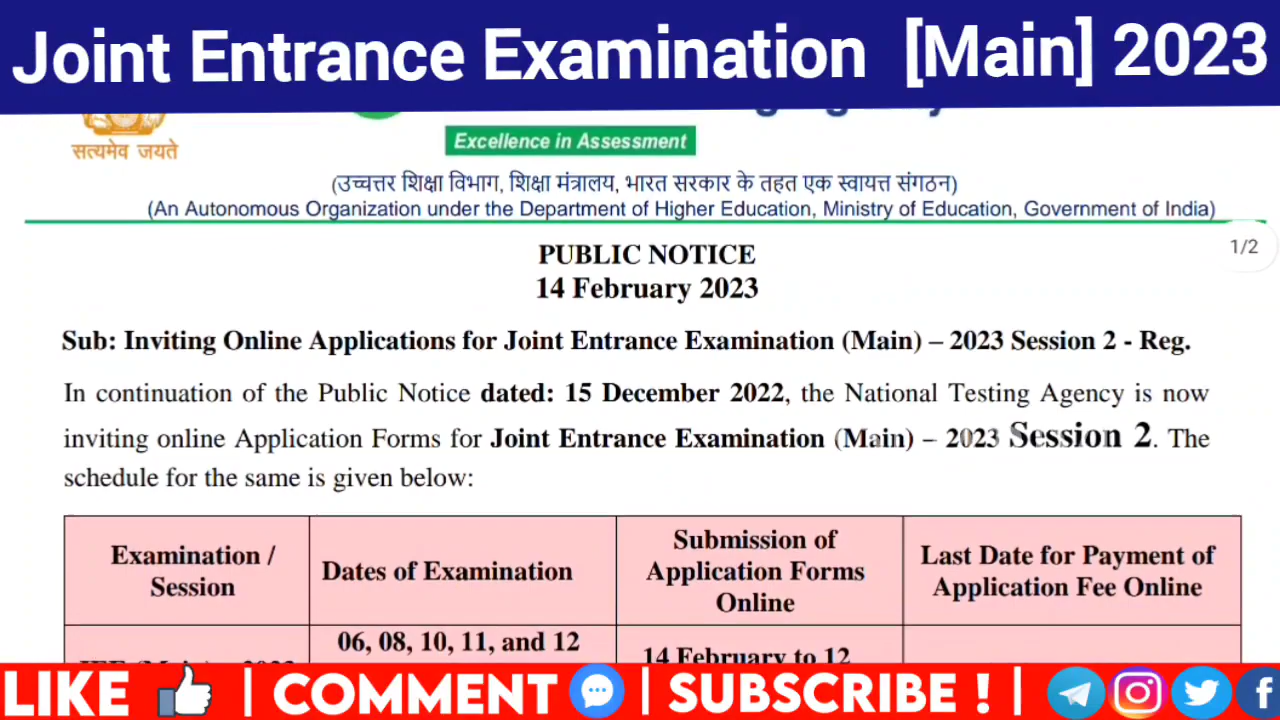 Joint Entrance Examination [Main] 2023
सत्यमेव जयते
Excellence in Assessment
(उच्चत्तर शिक्षा विभाग, शिक्षा मंत्रालय, भारत सरकार के तहत एक स्वायत्त संगठन)
(An Autonomous Organization under the Department of Higher Education, Ministry of Education, Government of India)
1/2
PUBLIC NOTICE
14 February 2023
Sub: Inviting Online Applications for Joint Entrance Examination (Main) – 2023 Session 2 - Reg.
In continuation of the Public Notice dated: 15 December 2022, the National Testing Agency is now
inviting online Application Forms for Joint Entrance Examination (Main) – 2023 Session 2. The
schedule for the same is given below:
Examination /
Session
Dates of Examination
Submission of
Application Forms
Online
Last Date for Payment of
Application Fee Online
06, 08, 10, 11, and 12
14 February to 12
LIKE | COMMENT | SUBSCRIBE ! |